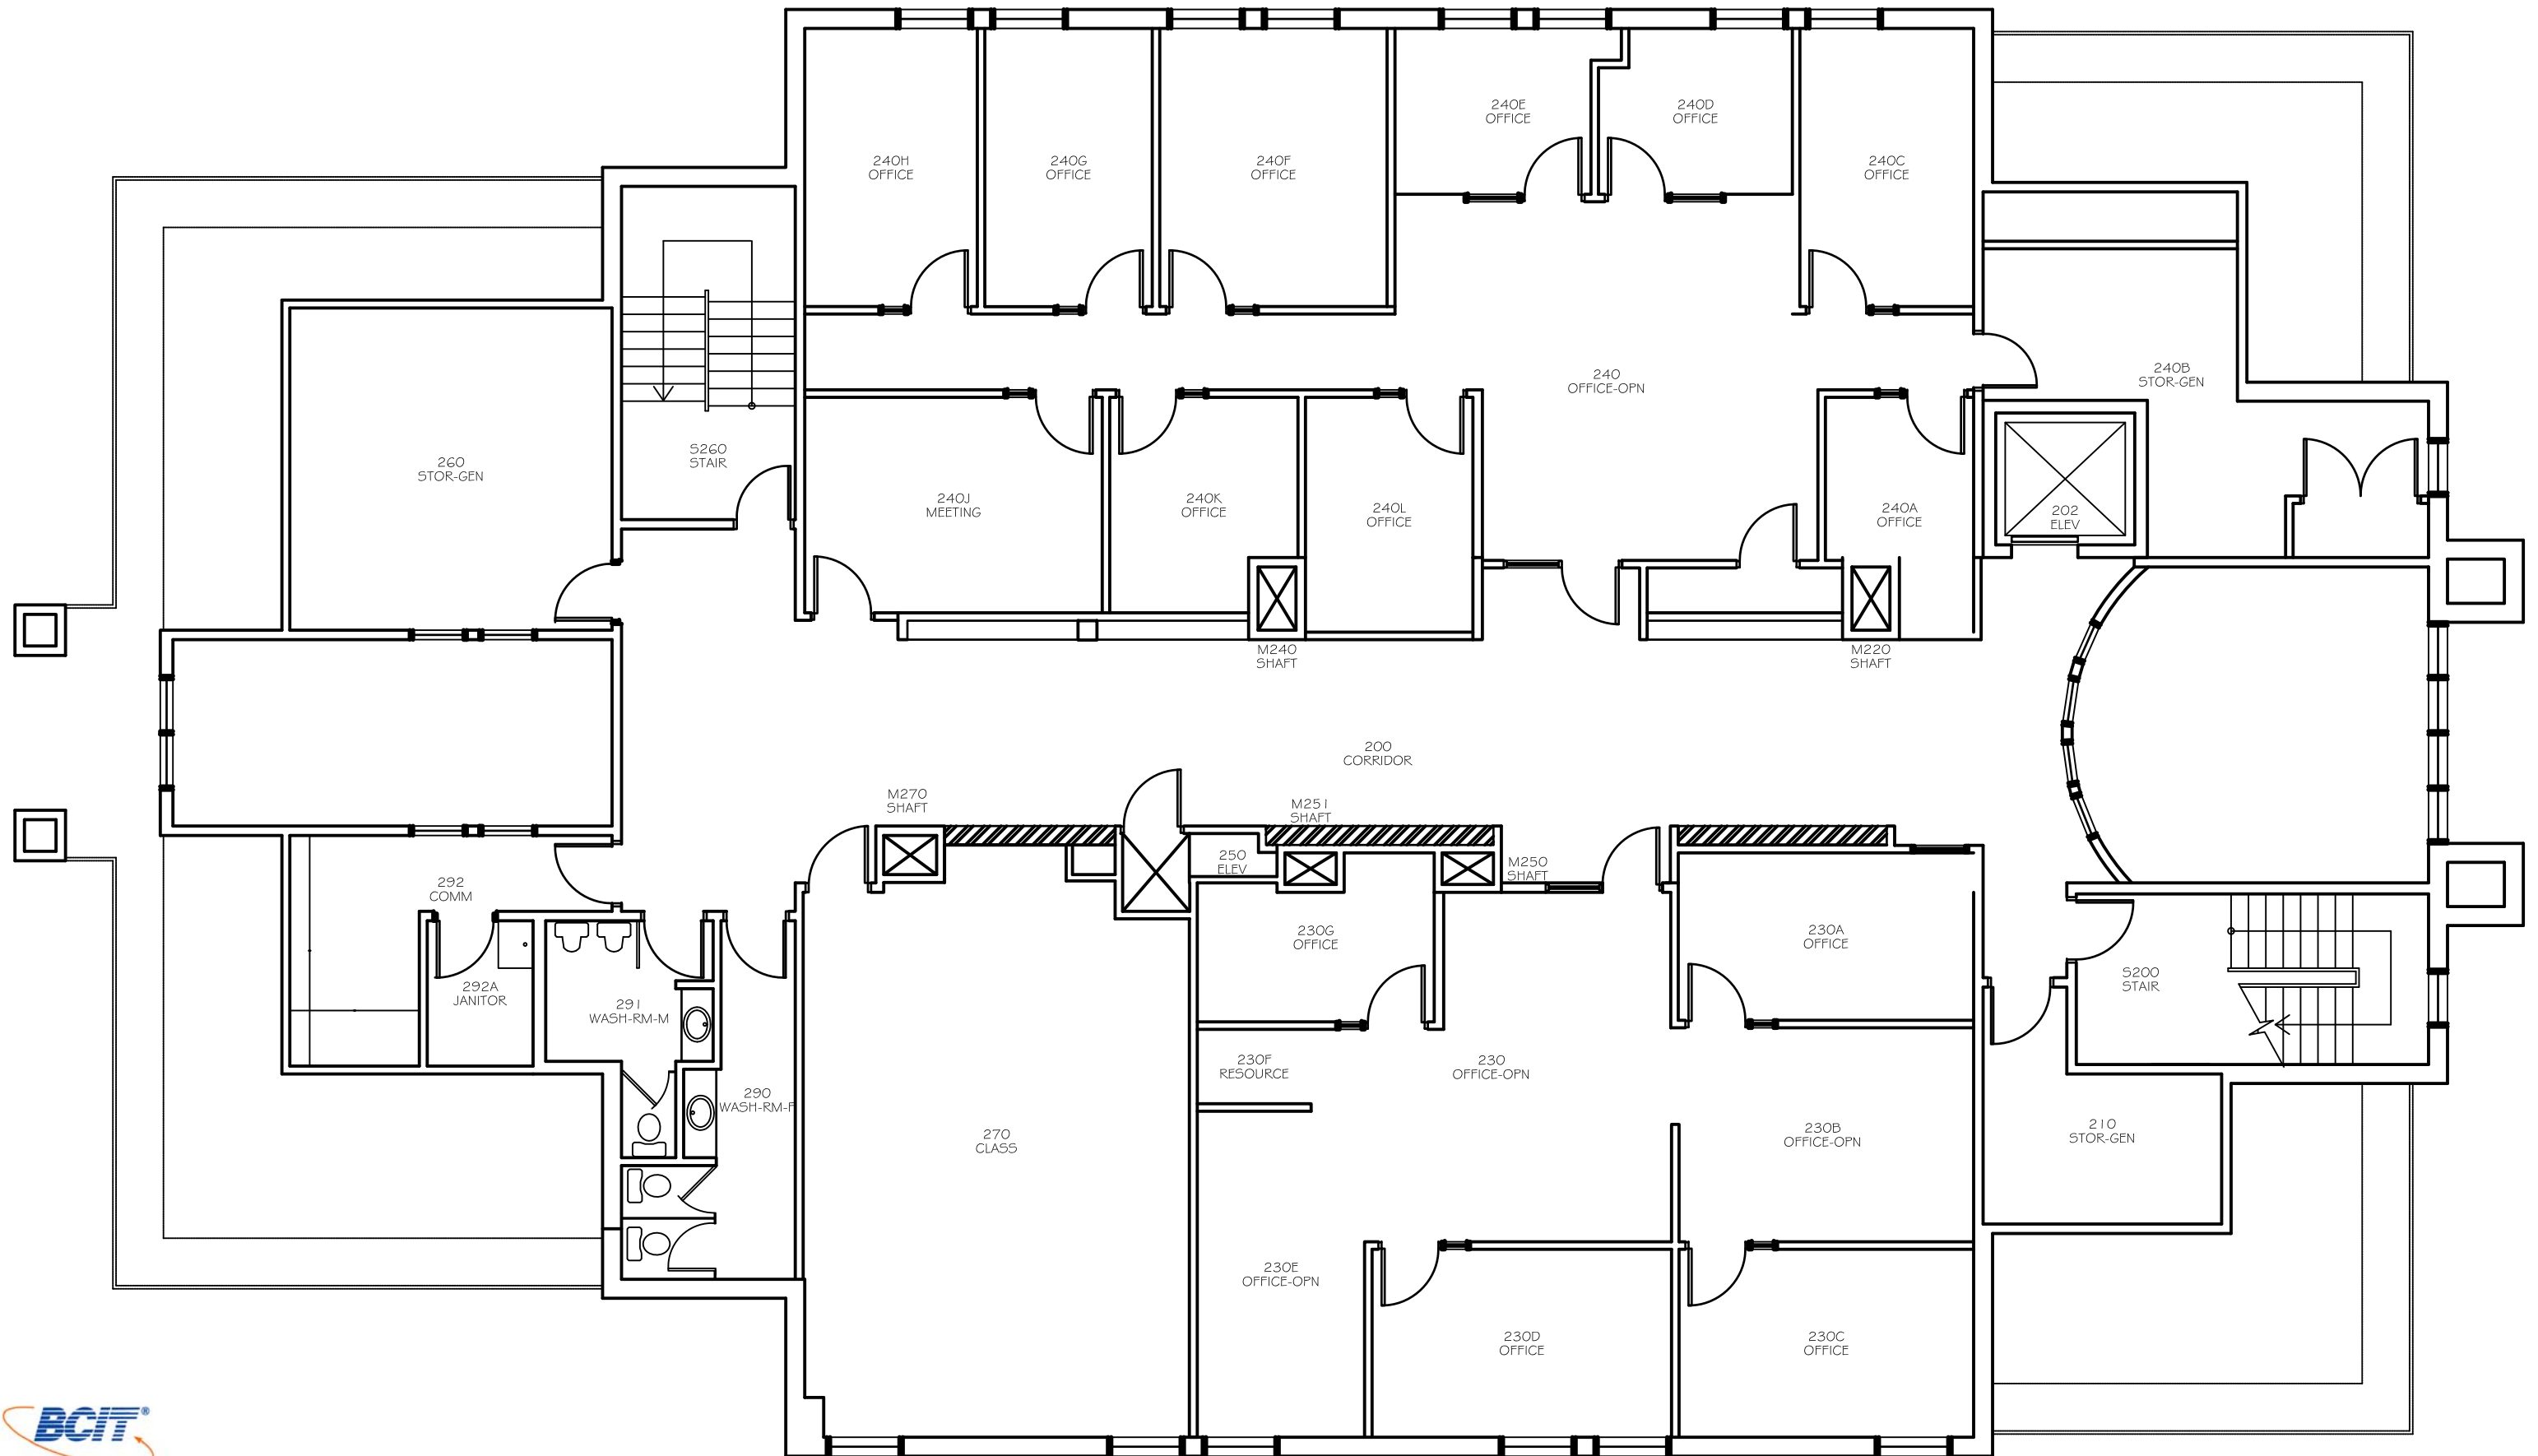 240E
OFFICE
240D
OFFICE
240H
OFFICE
240G
OFFICE
240F
OFFICE
240C
OFFICE
240
OFFICE-OPN
240B
STOR-GEN
260
STOR-GEN
S260
STAIR
240J
MEETING
240K
OFFICE
240L
OFFICE
240A
OFFICE
202
ELEV
M240
SHAFT
M220
SHAFT
200
CORRIDOR
M270
SHAFT
M251
SHAFT
250
ELEV
M250
SHAFT
292
COMM
230G
OFFICE
230A
OFFICE
292A
JANITOR
291
WASH-RM-M
S200
STAIR
230F
RESOURCE
230
OFFICE-OPN
290
WASH-RM-F
270
CLASS
230B
OFFICE-OPN
210
STOR-GEN
230E
OFFICE-OPN
230D
OFFICE
230C
OFFICE
BCIT®